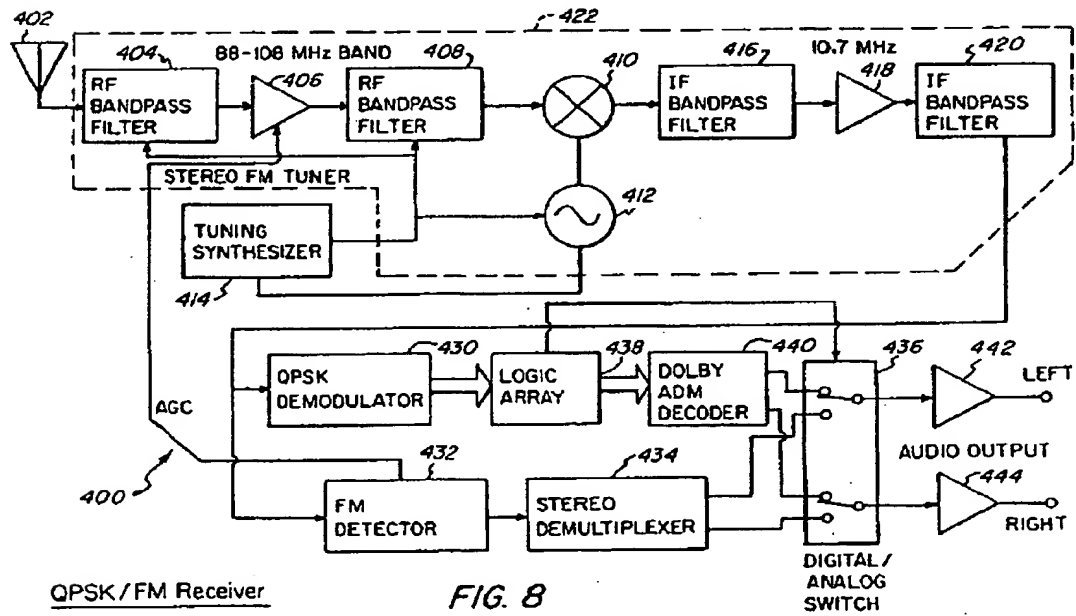 402
422
404
88-108 MHz BAND
408
410
416
10.7 MHz
420
RF
BANDPASS
FILTER
406
RF
BANDPASS
FILTER
IF
BANDPASS
FILTER
418
IF
BANDPASS
FILTER
STEREO FM TUNER
412
TUNING
SYNTHESIZER
414
430
438
440
436
442
QPSK
DEMODULATOR
LOGIC
ARRAY
DOLBY
ADM
DECODER
LEFT
AGC
400
432
434
AUDIO OUTPUT
444
FM
DETECTOR
STEREO
DEMULTIPLEXER
RIGHT
DIGITAL/
ANALOG
SWITCH
QPSK/FM Receiver
FIG. 8